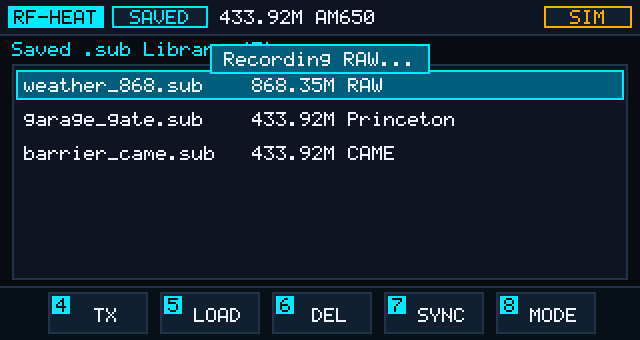 RF-HEAT SAVED 433.92M AM650 SIM
Saved .sub
Recording RAW...
weather_868.sub 868.35M RAW
garage_gate.sub 433.92M Princeton
barrier_came.sub 433.92M CAME
4 TX 5 LOAD 6 DEL 7 SYNC 8 MODE